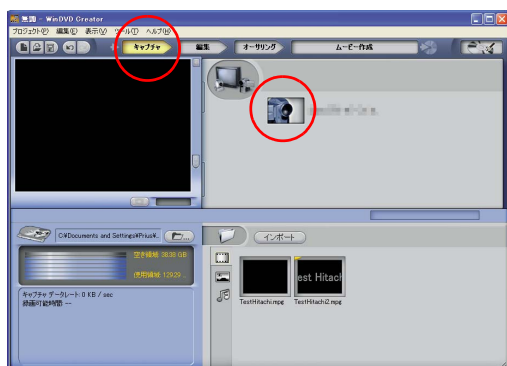 無題 - WinDVD Creator
プロジェクト(P) 編集(E) 表示(V) ツール(T) ヘルプ(H)
キャプチャ 編集 オーサリング ムービー作成
C:¥Documents and Settings¥Prius¥..
空き領域: 38.38 GB
使用領域: 129.29 ..
キャプチャ データレート: 0 KB / sec
録画可能時間: --
インポート
est Hitach
TestHitachi.mpg TestHitachi2.mpg